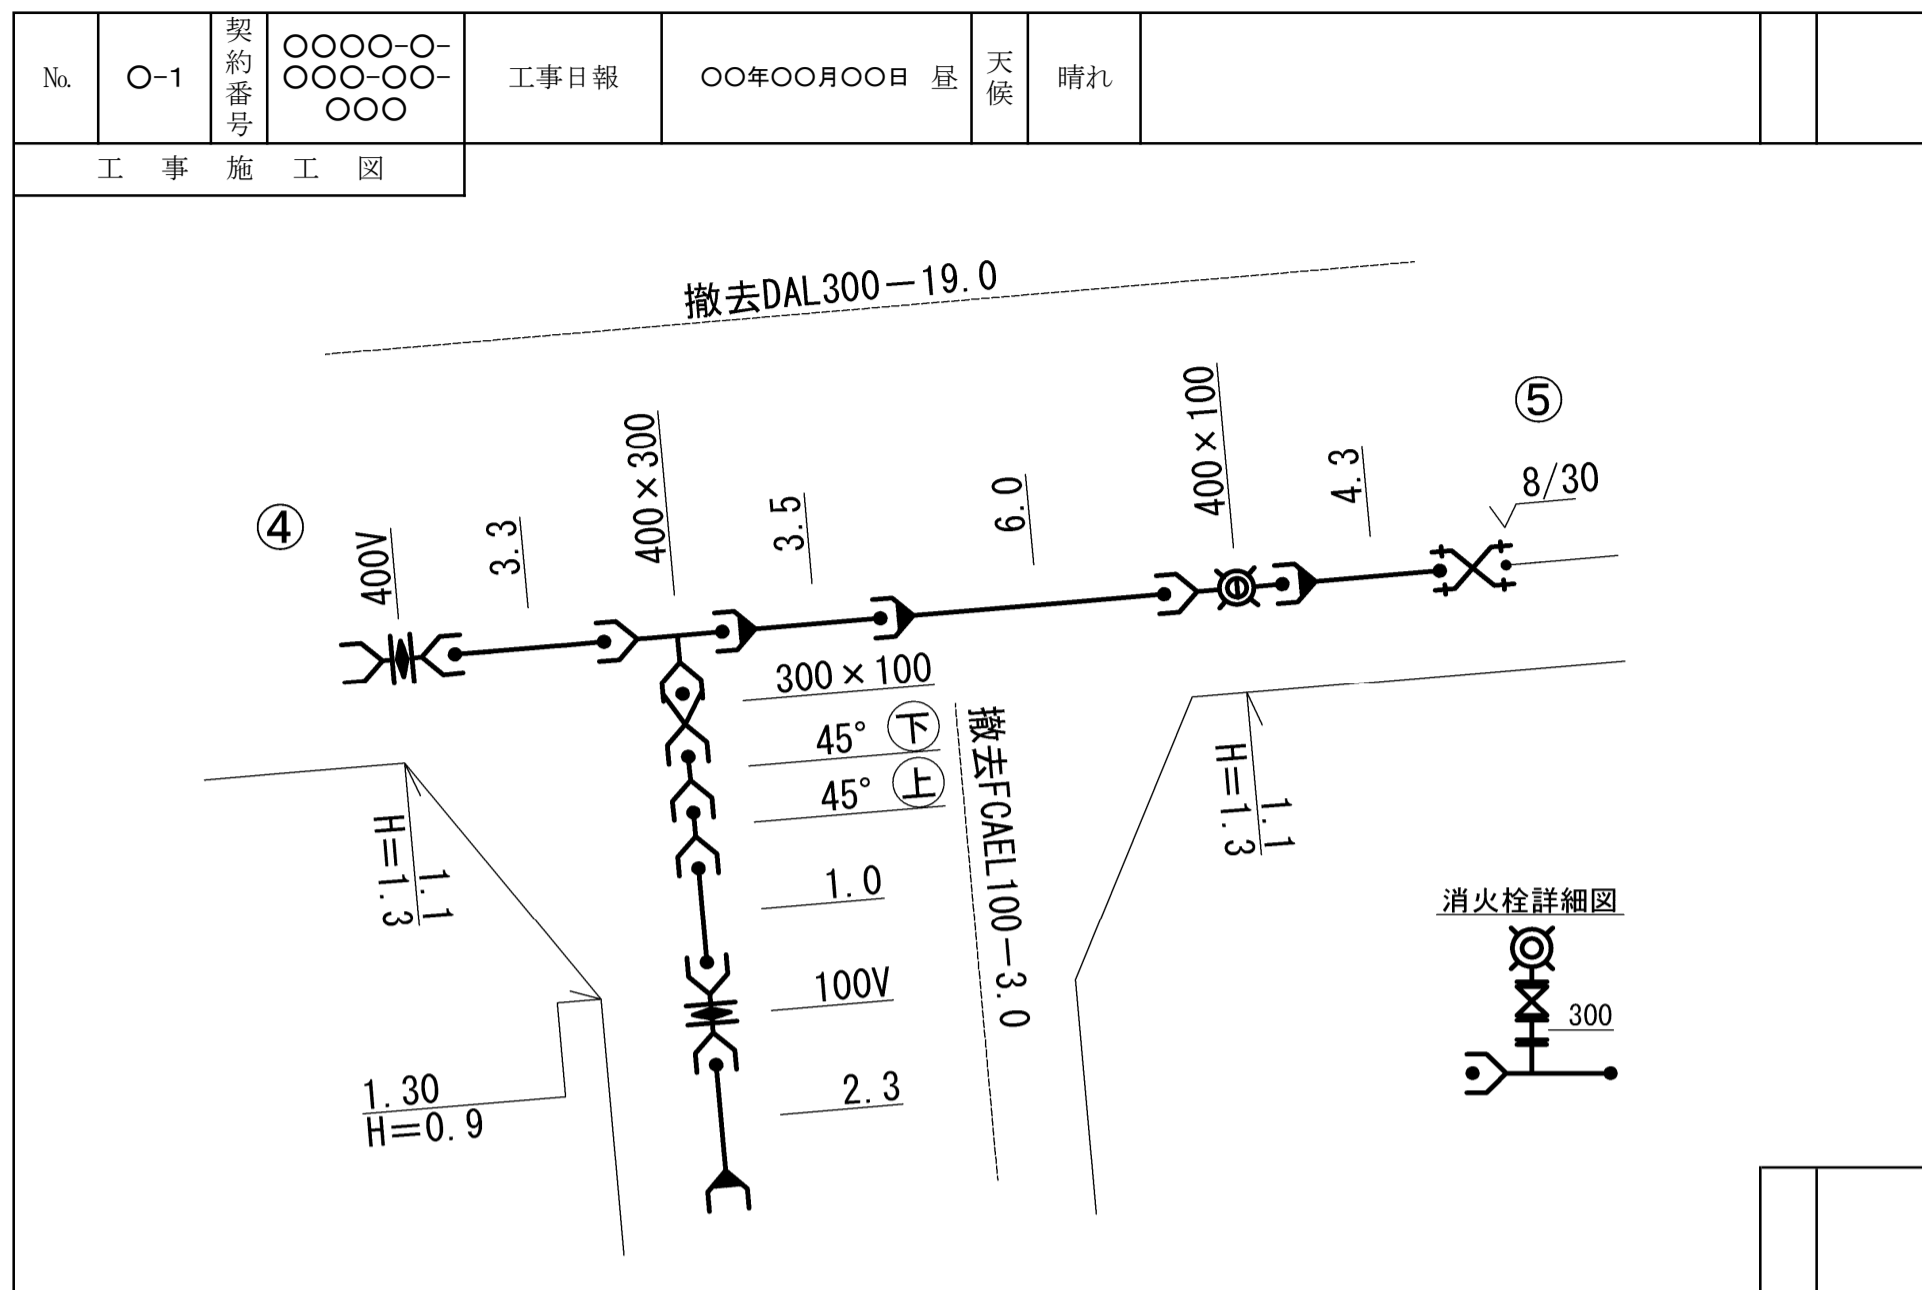 No.
○-1
契約番号
○○○○-○-
○○○-○○-
○○○
工事日報
○○年○○月○○日 昼
天候
晴れ
工事施工図
撤去DAL300-19.0
④
400V
3.3
400×300
3.5
9.0
400×100
4.3
⑤
8/30
300×100
45° 下
45° 上
1.0
100V
2.3
撤去FCAEL100-3.0
1.1
H=1.3
1.1
H=1.3
1.30
H=0.9
消火栓詳細図
300